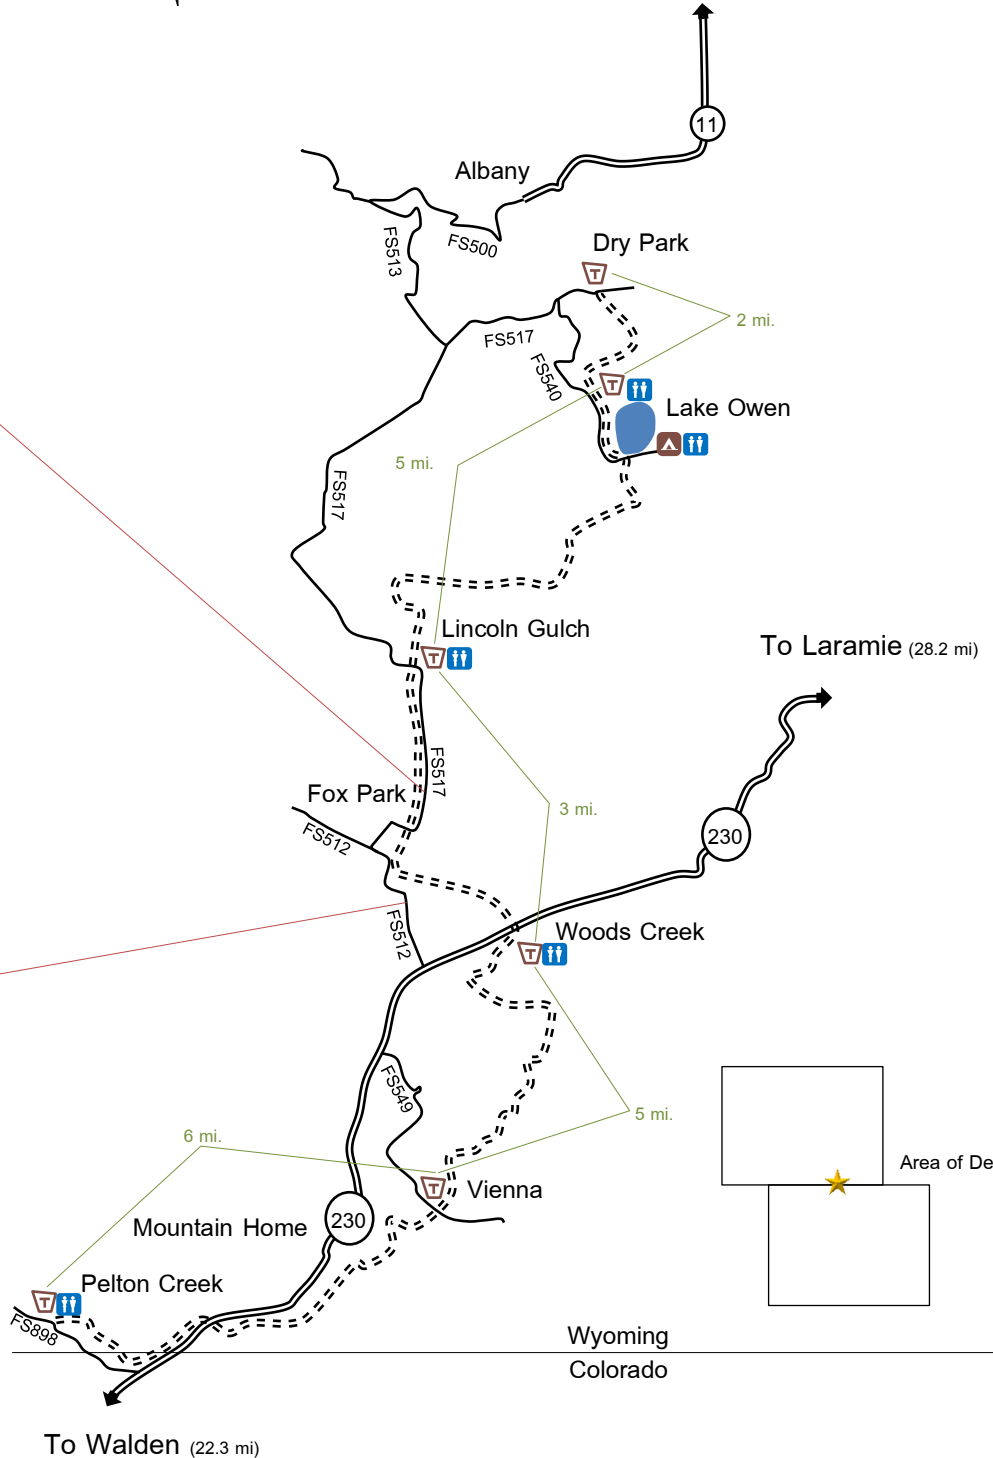 11
Albany
FS513
FS500
Dry Park
2 mi.
FS517
FS540
Lake Owen
5 mi.
FS517
Lincoln Gulch
To Laramie (28.2 mi)
FS517
Fox Park
3 mi.
FS512
230
FS512
Woods Creek
FS549
5 mi.
6 mi.
Area of De
Vienna
230
Mountain Home
Pelton Creek
FS898
Wyoming
Colorado
To Walden (22.3 mi)